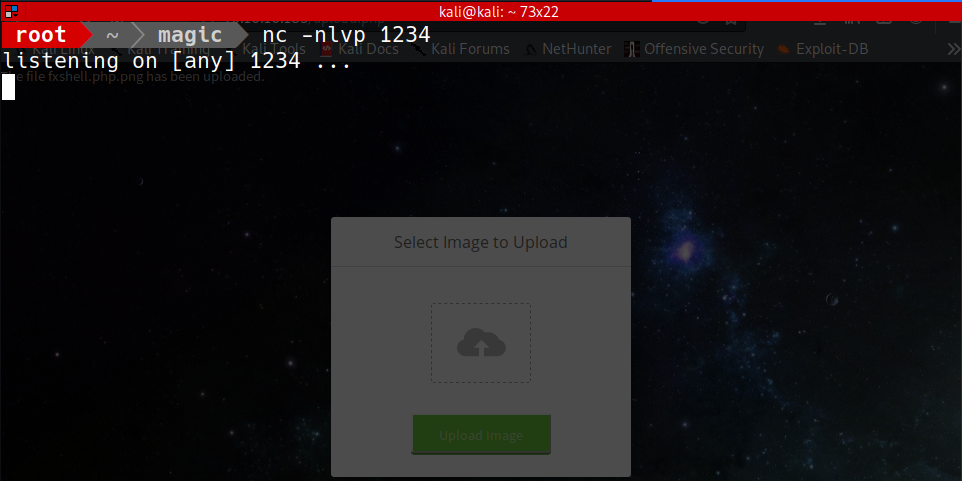 kali@kali: ~ 73x22
root ~ magic nc -nlvp 1234
Kali Linux Kali Training Kali Tools Kali Docs Kali Forums NetHunter Offensive Security Exploit-DB
listening on [any] 1234 ...
file fxshell.php.png has been uploaded.
Select Image to Upload
Upload Image